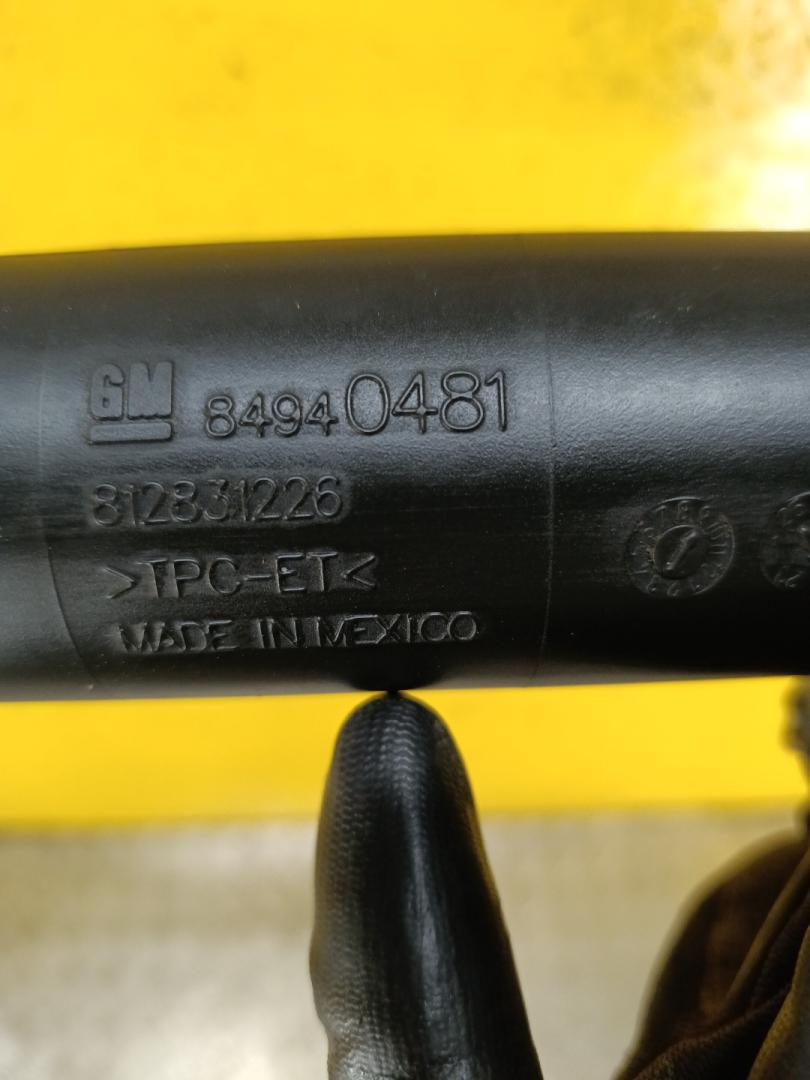 GM 84940481
812831226
>TPC-ET<
MADE IN MEXICO